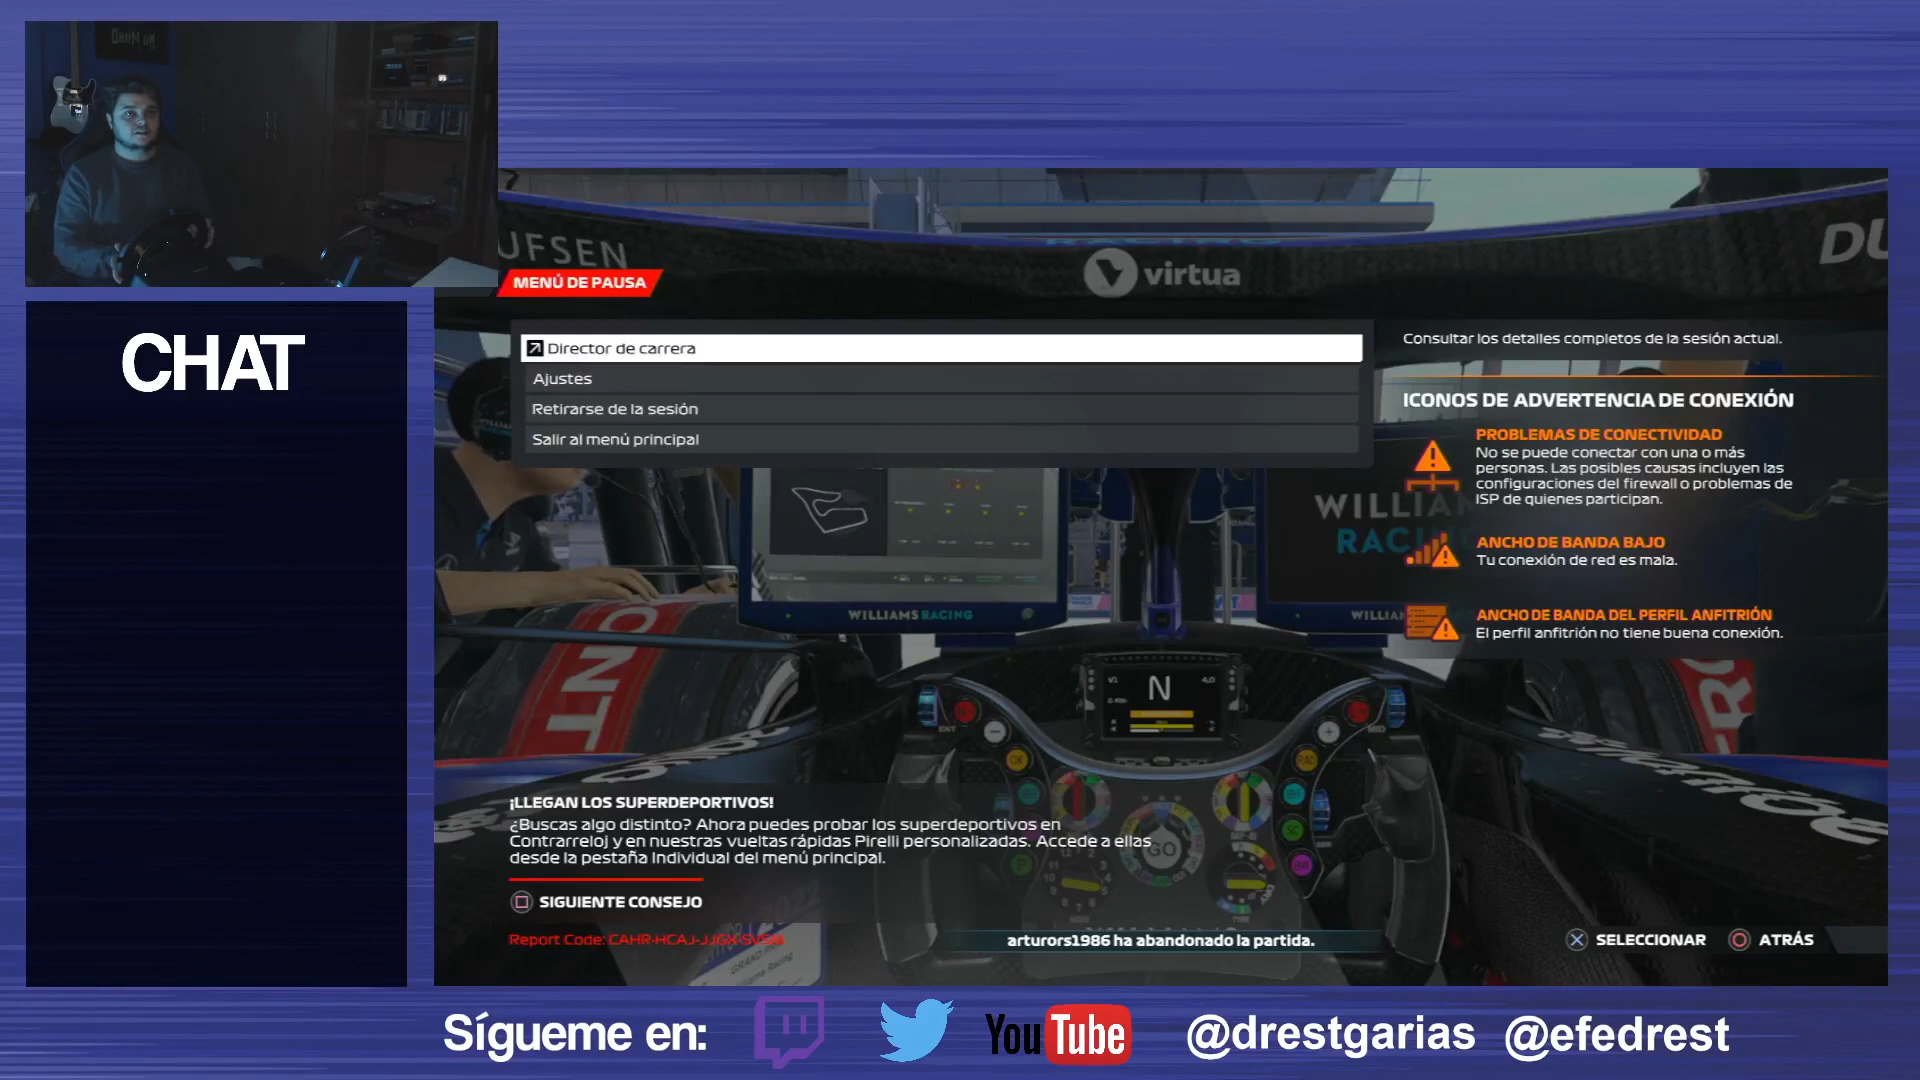 DRUM UN
UFSEN
virtua
DU
MENÚ DE PAUSA
Director de carrera
Ajustes
Retirarse de la sesión
Salir al menú principal
Consultar los detalles completos de la sesión actual.
ICONOS DE ADVERTENCIA DE CONEXIÓN
PROBLEMAS DE CONECTIVIDAD
No se puede conectar con una o más
personas. Las posibles causas incluyen las
configuraciones del firewall o problemas de
ISP de quienes participan.
ANCHO DE BANDA BAJO
Tu conexión de red es mala.
ANCHO DE BANDA DEL PERFIL ANFITRIÓN
El perfil anfitrión no tiene buena conexión.
CHAT
WILLIAMS RACING
N
¡LLEGAN LOS SUPERDEPORTIVOS!
¿Buscas algo distinto? Ahora puedes probar los superdeportivos en
Contrarreloj y en nuestras vueltas rápidas Pirelli personalizadas. Accede a ellas
desde la pestaña Individual del menú principal.
SIGUIENTE CONSEJO
arturors1986 ha abandonado la partida.
SELECCIONAR
ATRÁS
Sígueme en:
YouTube
@drestgarias
@efedrest